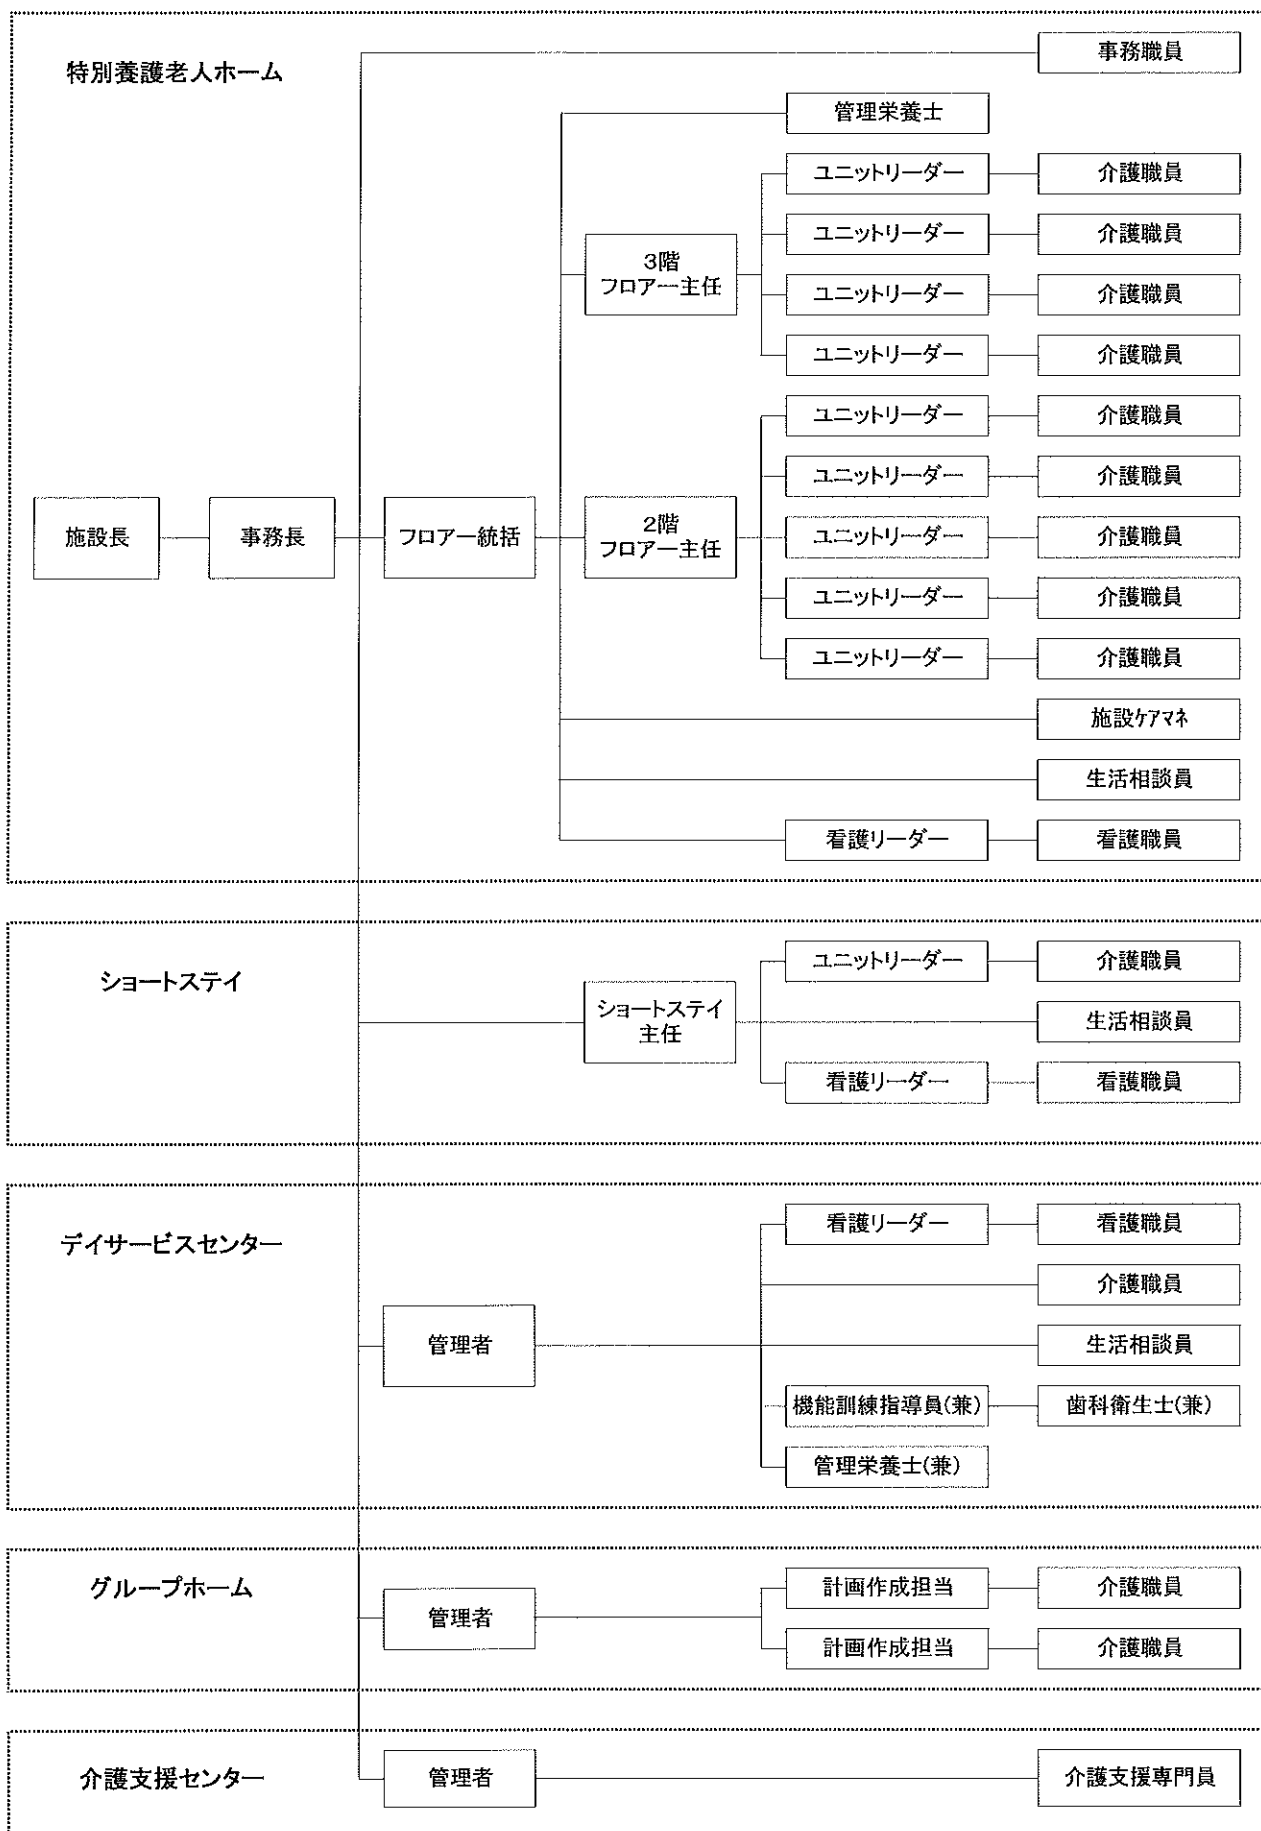 特別養護老人ホーム
事務職員
管理栄養士
ユニットリーダー
介護職員
ユニットリーダー
介護職員
3階
フロアー主任
ユニットリーダー
介護職員
ユニットリーダー
介護職員
ユニットリーダー
介護職員
ユニットリーダー
介護職員
施設長
事務長
フロアー統括
2階
フロアー主任
ユニットリーダー
介護職員
ユニットリーダー
介護職員
ユニットリーダー
介護職員
施設ケアマネ
生活相談員
看護リーダー
看護職員
ショートステイ
ユニットリーダー
介護職員
ショートステイ
主任
生活相談員
看護リーダー
看護職員
デイサービスセンター
看護リーダー
看護職員
介護職員
管理者
生活相談員
機能訓練指導員(兼)
歯科衛生士(兼)
管理栄養士(兼)
グループホーム
管理者
計画作成担当
介護職員
計画作成担当
介護職員
介護支援センター
管理者
介護支援専門員